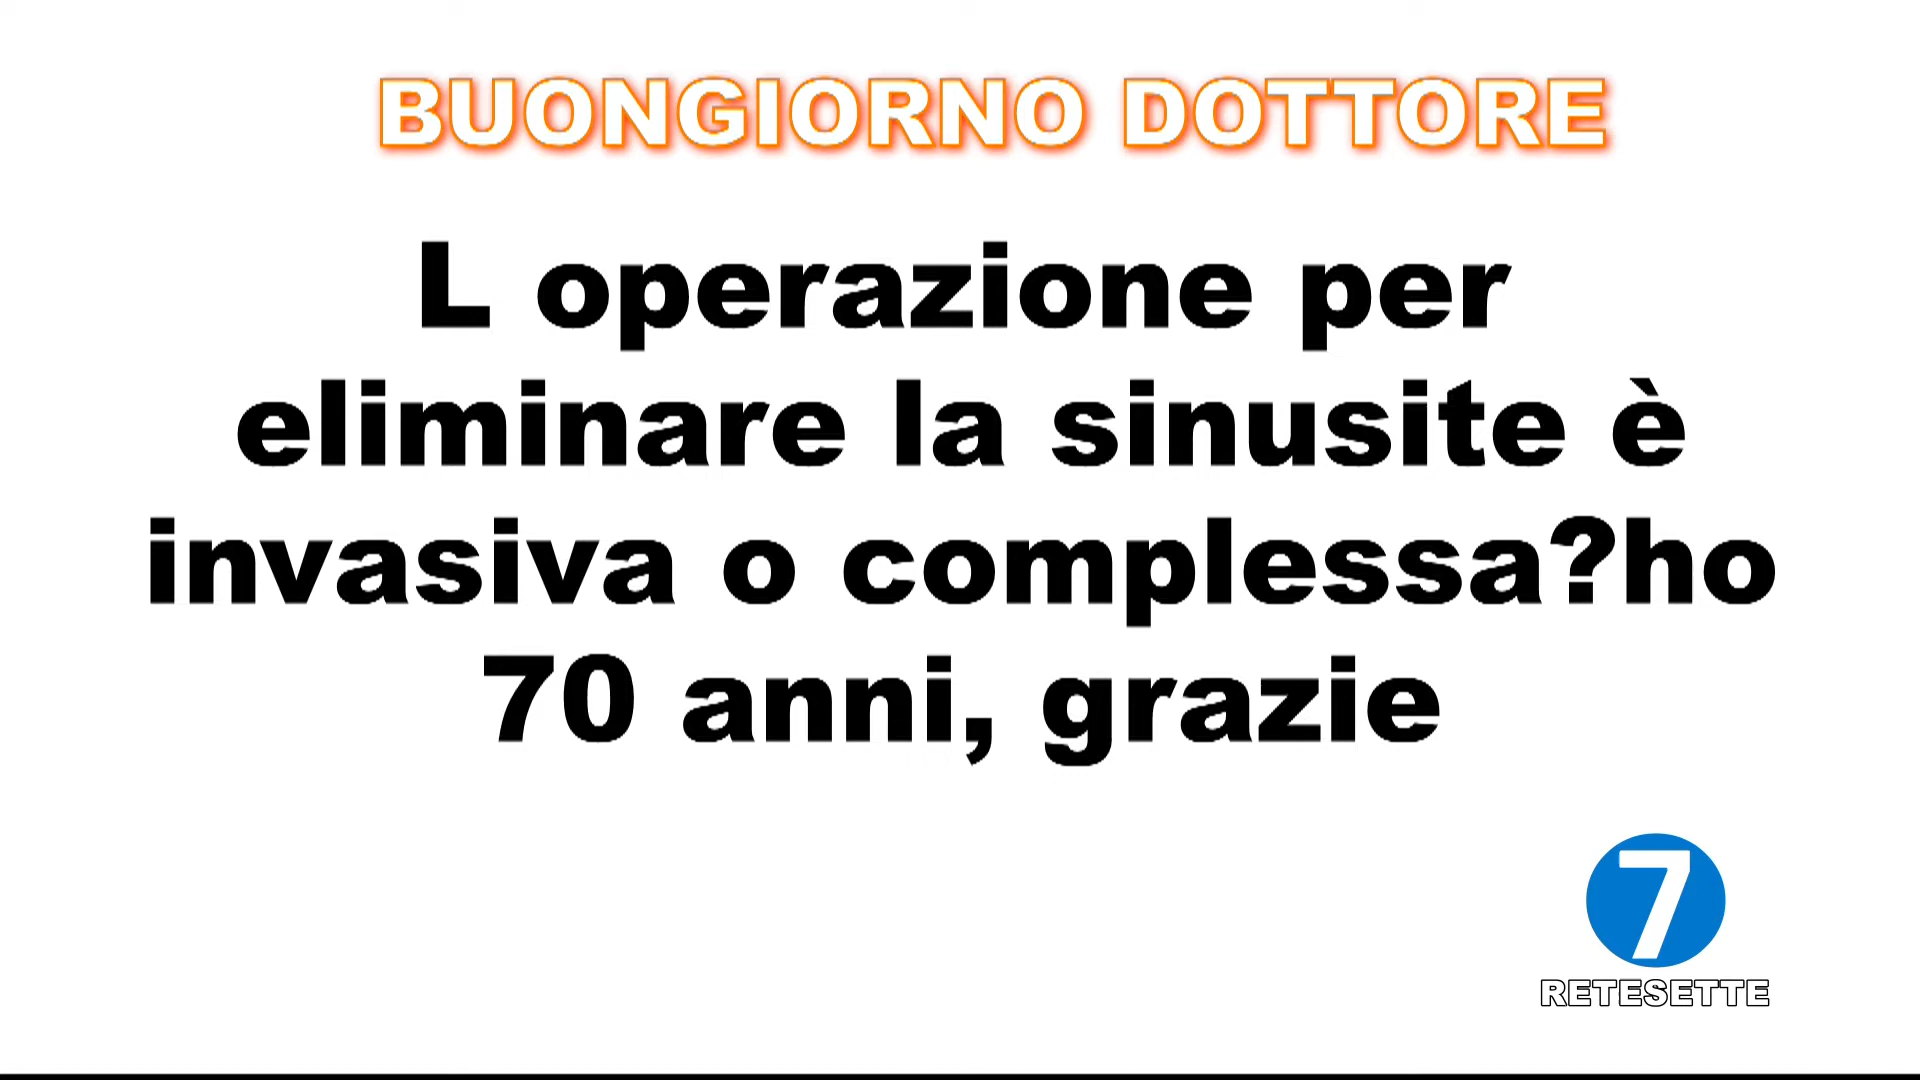 BUONGIORNO DOTTORE
L operazione per
eliminare la sinusite è
invasiva o complessa?ho
70 anni, grazie
7
RETESETTE